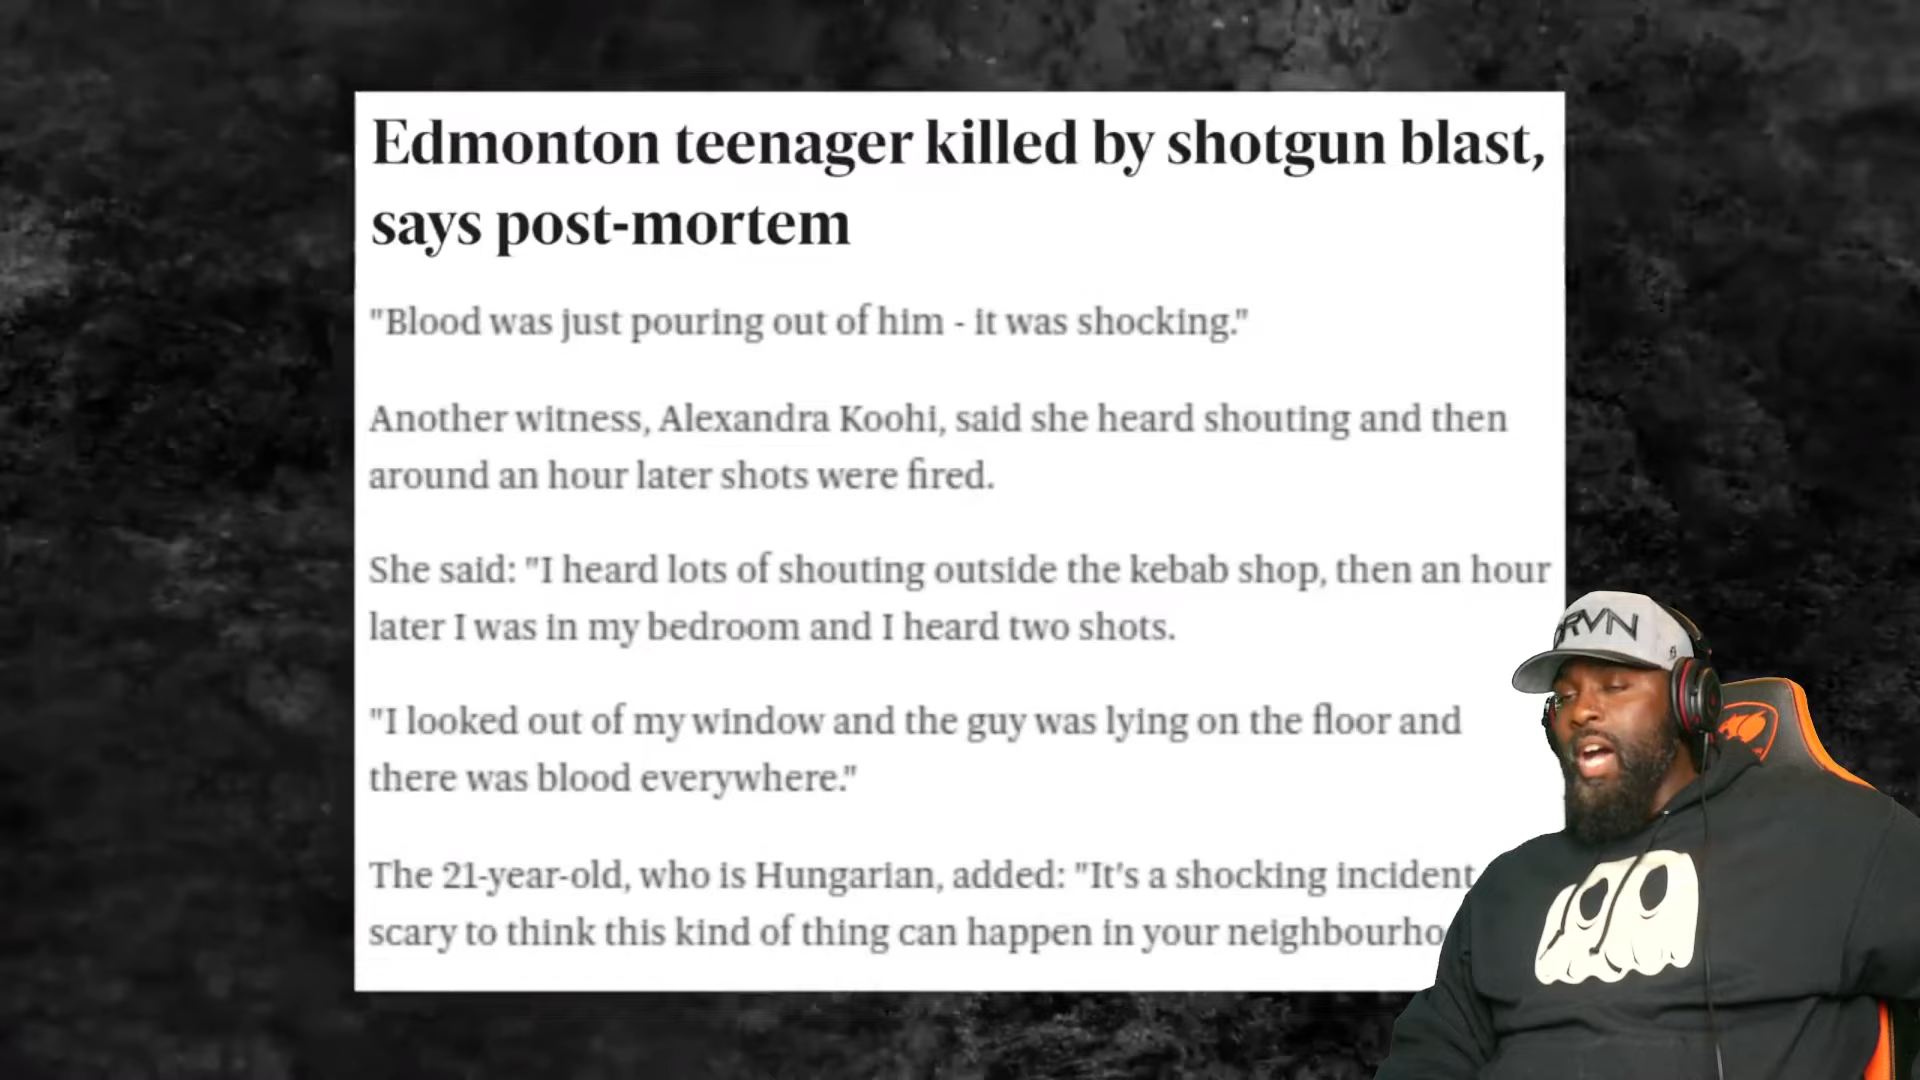 Edmonton teenager killed by shotgun blast,
says post-mortem
"Blood was just pouring out of him - it was shocking."
Another witness, Alexandra Koohi, said she heard shouting and then
around an hour later shots were fired.
She said: "I heard lots of shouting outside the kebab shop, then an hour
later I was in my bedroom and I heard two shots.
"I looked out of my window and the guy was lying on the floor and
there was blood everywhere."
The 21-year-old, who is Hungarian, added: "It's a shocking incident
scary to think this kind of thing can happen in your
RVN